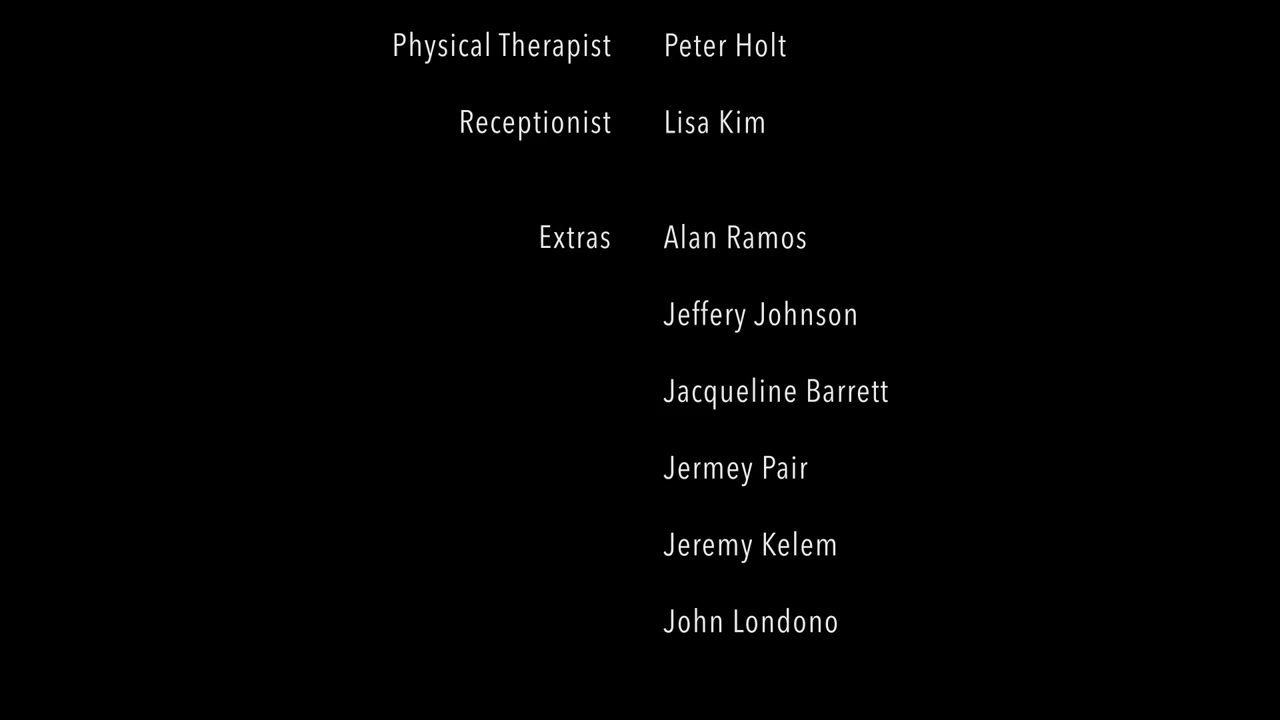 Physical Therapist Peter Holt
Receptionist Lisa Kim
Extras Alan Ramos
Jeffery Johnson
Jacqueline Barrett
Jermey Pair
Jeremy Kelem
John Londono